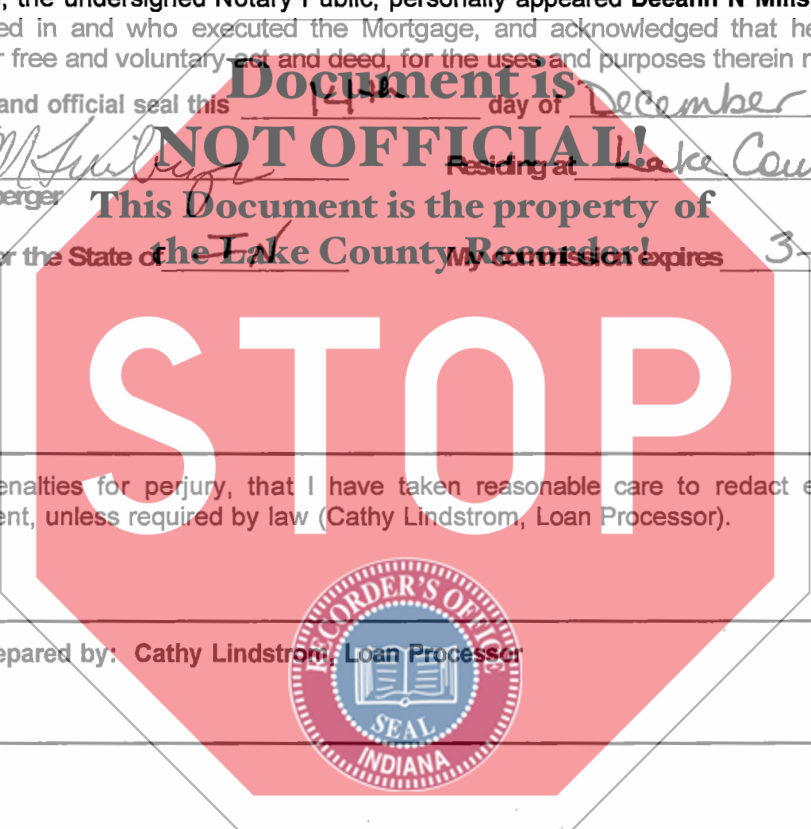 , the undersigned Notary Public, personally appeared Deeann N Mills
ed in and who executed the Mortgage, and acknowledged that he
r free and voluntary act and deed, for the uses and purposes therein
Document is
and official seal this 14th day of December
NOT OFFICIAL!
Residing at Lake Cou
berger
This Document is the property of
the Lake County Recorder!
r the State of IN My commission expires 3-
STOP
enalties for perjury, that I have taken reasonable care to redact e
ent, unless required by law (Cathy Lindstrom, Loan Processor).
epared by: Cathy Lindstrom, Loan Processor
RECORDER'S OFFICE
SEAL
INDIANA